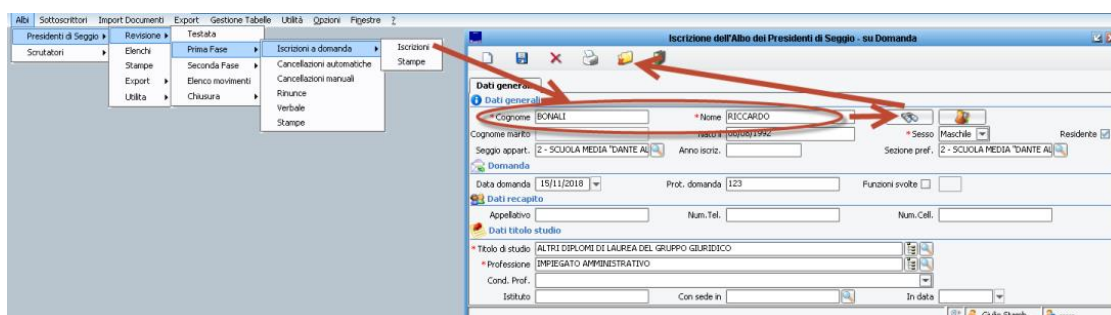 Albi Sottoscrittori Import Documenti Export Gestione Tabelle Utilità Opzioni Finestre ?
Presidenti di Seggio
Scrutatori
Revisione
Elenchi
Stampe
Export
Utilita
Testata
Prima Fase
Seconda Fase
Elenco movimenti
Chiusura
Iscrizioni a domanda
Cancellazioni automatiche
Cancellazioni manuali
Rinunce
Verbale
Stampe
Iscrizioni
Stampe
Iscrizione dell'Albo dei Presidenti di Seggio - su Domanda
Dati generali
Dati generali
*Cognome BONALI *Nome RICCARDO
Cognome marito Nato il 08/1992 *Sesso Maschile Residente
Seggio appart. 2 - SCUOLA MEDIA "DANTE AL Anno iscriz. Sezione pref. 2 - SCUOLA MEDIA "DANTE AL
Domanda
Data domanda 15/11/2018 Prot. domanda 123 Funzioni svolte
Dati recapito
Appellativo Num.Tel. Num.Cell.
Dati titolo studio
*Titolo di studio ALTRI DIPLOMI DI LAUREA DEL GRUPPO GIURIDICO
*Professione IMPIEGATO AMMINISTRATIVO
Cond. Prof.
Istituto Con sede in In data